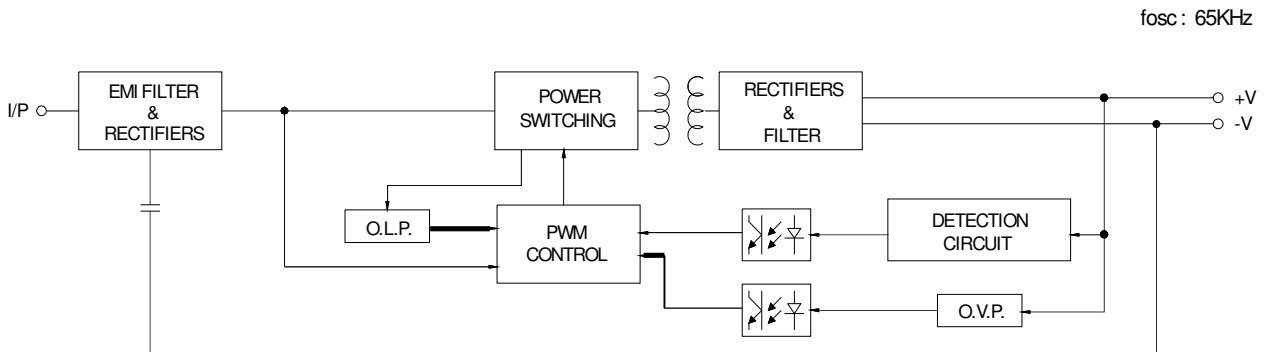 fosc : 65KHz
I/P
EMI FILTER
&
RECTIFIERS
POWER
SWITCHING
RECTIFIERS
&
FILTER
+V
-V
O.L.P.
PWM
CONTROL
DETECTION
CIRCUIT
O.V.P.